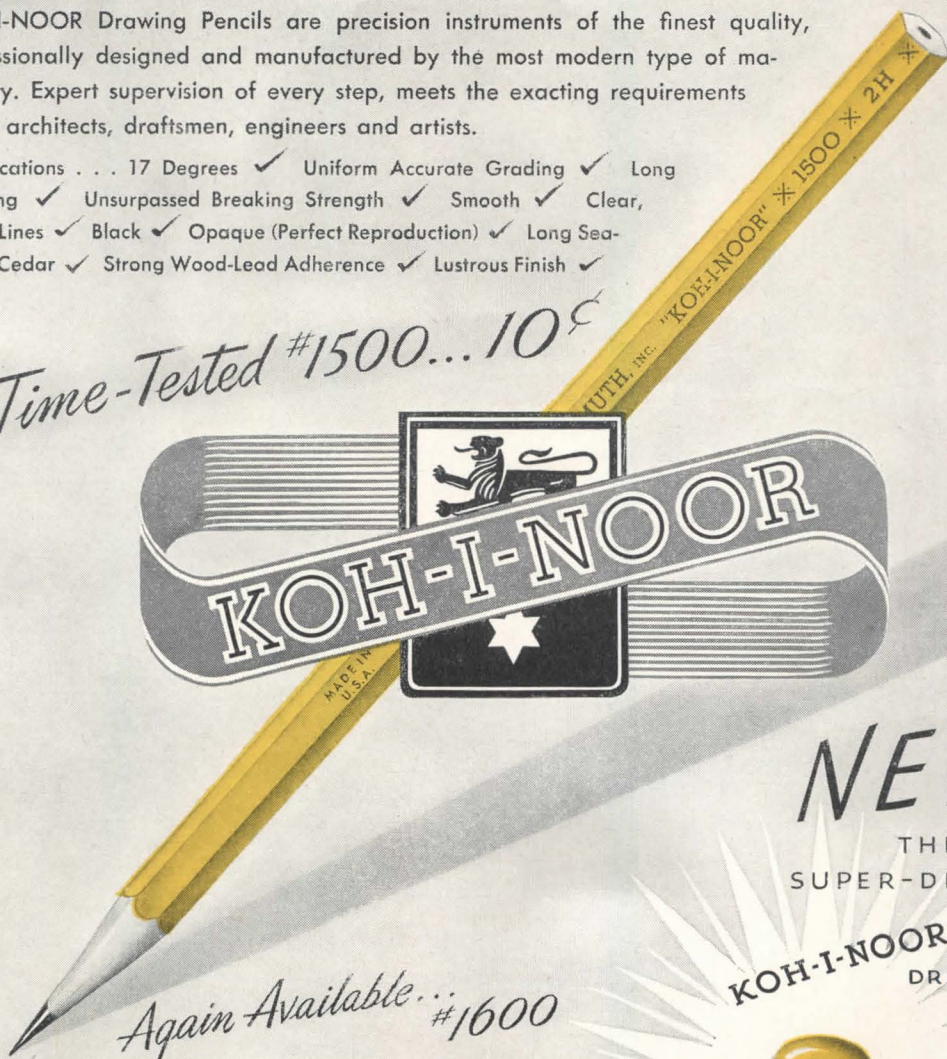 I-NOOR Drawing Pencils are precision instruments of the finest quality,
ssionally designed and manufactured by the most modern type of ma-
y. Expert supervision of every step, meets the exacting requirements
architects, draftsmen, engineers and artists.
cations . . . 17 Degrees ✓ Uniform Accurate Grading ✓ Long
ng ✓ Unsurpassed Breaking Strength ✓ Smooth ✓ Clear,
Lines ✓ Black ✓ Opaque (Perfect Reproduction) ✓ Long Sea-
Cedar ✓ Strong Wood-Lead Adherence ✓ Lustrous Finish ✓
Time-Tested #1500... 10¢
MUTH, INC. "KOH-I-NOOR" ※ 1500 ※ 2H ※
KOH-I-NOOR
MADE IN
U.S.A.
NE
TH
SUPER-D
KOH-I-NOOR
DR
Again Available...
#1600